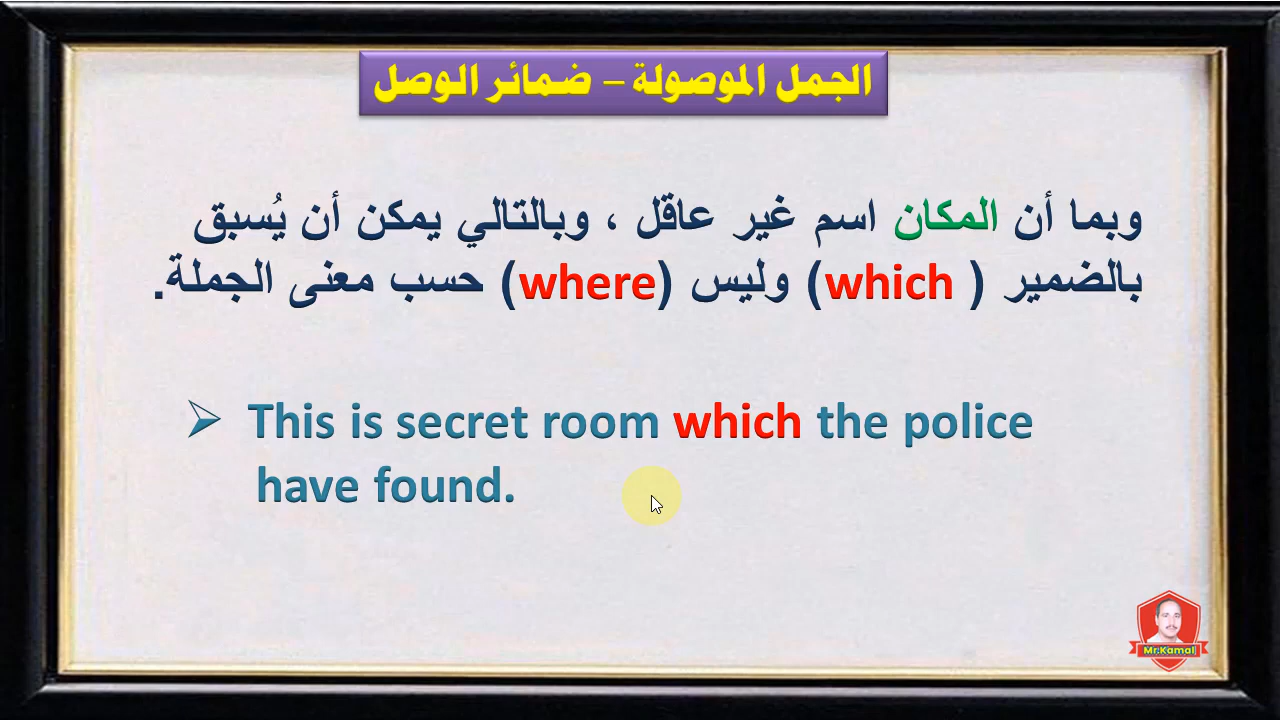 الجمل الموصولة – ضمائر الوصل
وبما أن المكان اسم غير عاقل ، وبالتالي يمكن أن يُسبق
بالضمير ( which) وليس (where) حسب معنى الجملة.
➢ This is secret room which the police
have found.
Mr.Kamal